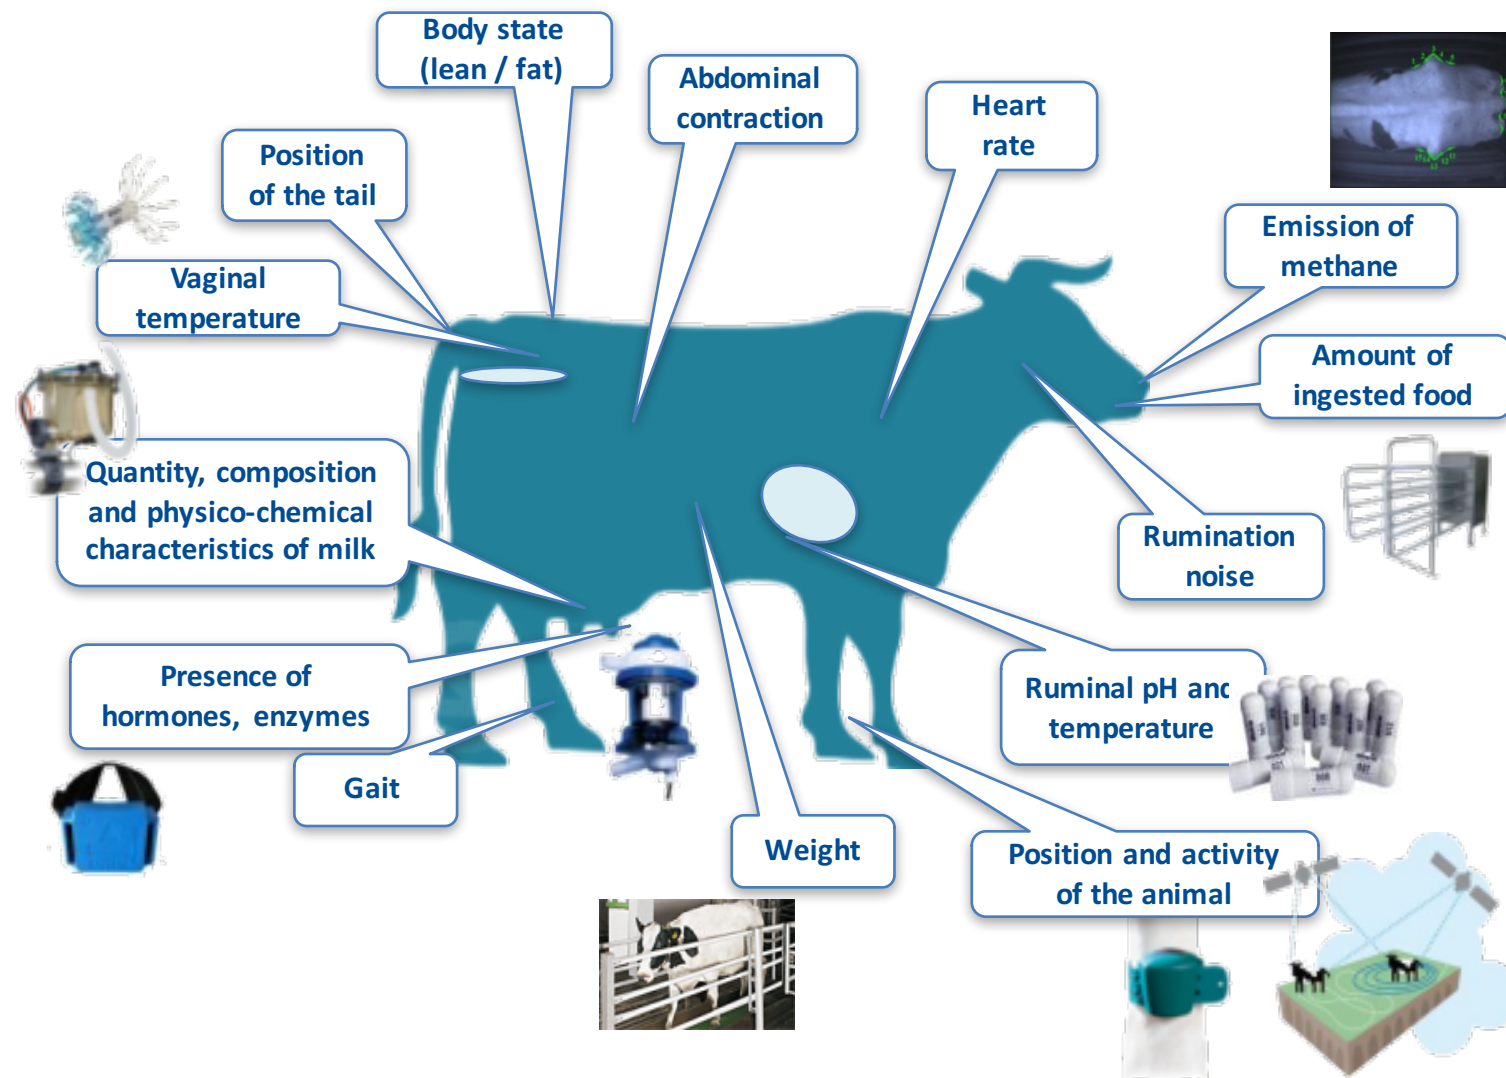 Body state
(lean / fat)
Abdominal
contraction
Heart
rate
Position
of the tail
Emission of
methane
Vaginal
temperature
Amount of
ingested food
Quantity, composition
and physico-chemical
characteristics of milk
Rumination
noise
Presence of
hormones, enzymes
Ruminal pH and
temperature
Gait
Weight
Position and activity
of the animal